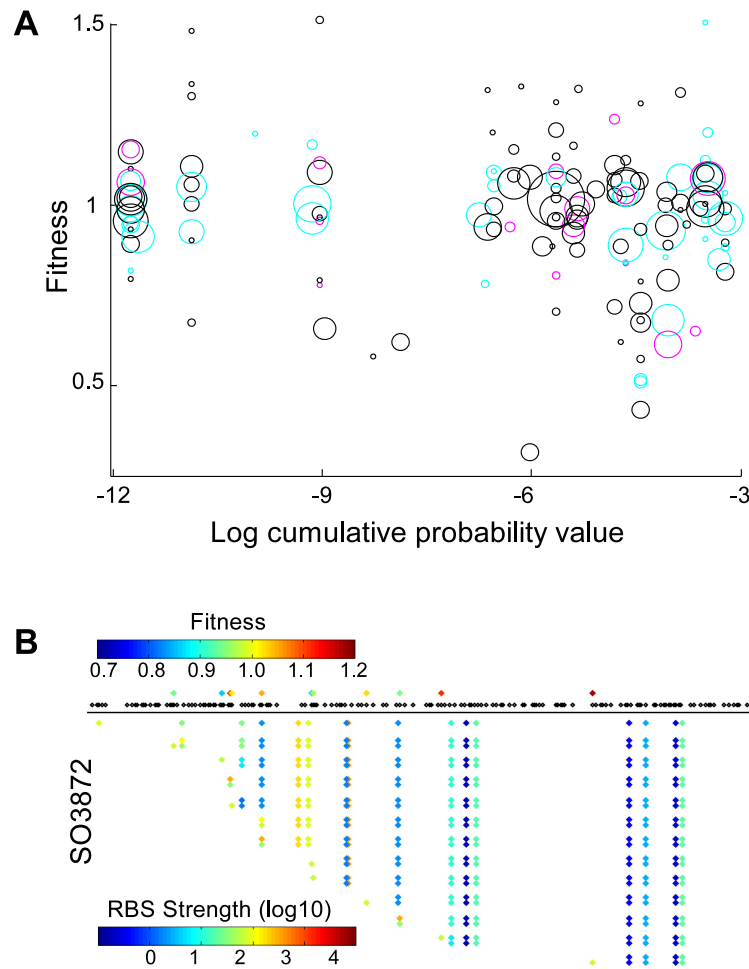 A
1.5
1
0.5
Fitness
-12 -9 -6 -3
Log cumulative probability value
B
Fitness
0.7 0.8 0.9 1.0 1.1 1.2
SO3872
RBS Strength (log10)
0 1 2 3 4